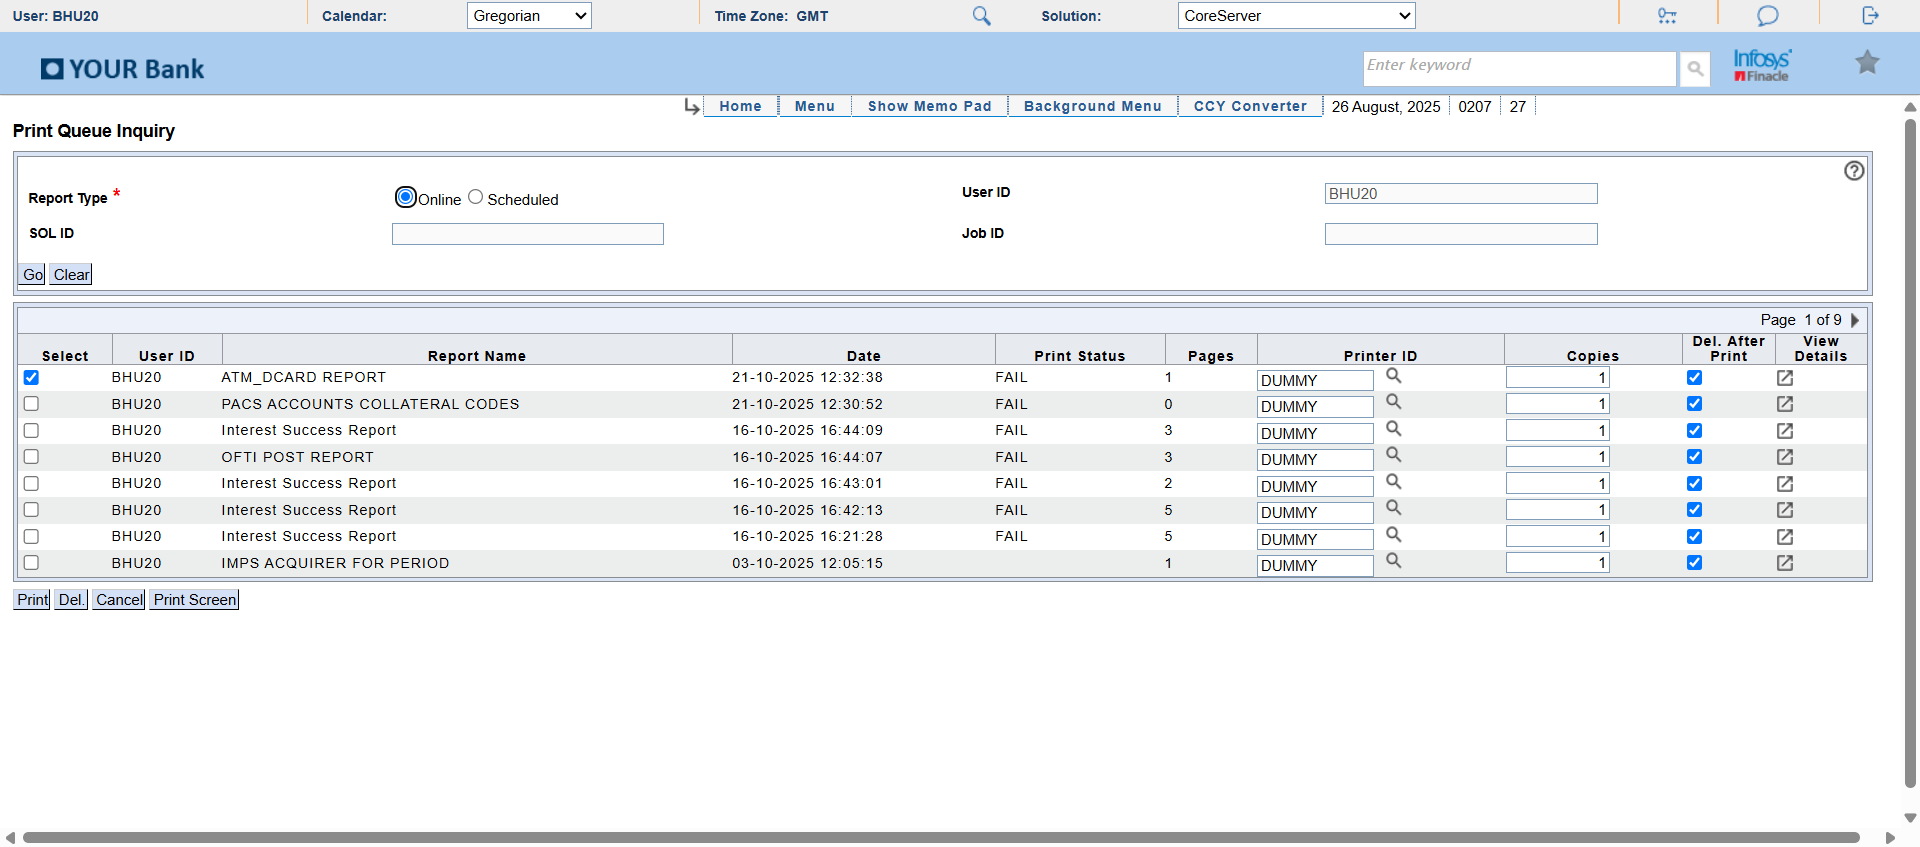 User: BHU20 Calendar: Gregorian Time Zone: GMT Solution: CoreServer
YOUR Bank Enter keyword Infosys Finacle
Home Menu Show Memo Pad Background Menu CCY Converter 26 August, 2025 0207 27
Print Queue Inquiry
Report Type * Online Scheduled User ID BHU20
SOL ID Job ID
Go Clear
Page 1 of 9
Select User ID Report Name Date Print Status Pages Printer ID Copies Del. After Print View Details
BHU20 ATM_DCARD REPORT 21-10-2025 12:32:38 FAIL 1 DUMMY 1
BHU20 PACS ACCOUNTS COLLATERAL CODES 21-10-2025 12:30:52 FAIL 0 DUMMY 1
BHU20 Interest Success Report 16-10-2025 16:44:09 FAIL 3 DUMMY 1
BHU20 OFTI POST REPORT 16-10-2025 16:44:07 FAIL 3 DUMMY 1
BHU20 Interest Success Report 16-10-2025 16:43:01 FAIL 2 DUMMY 1
BHU20 Interest Success Report 16-10-2025 16:42:13 FAIL 5 DUMMY 1
BHU20 Interest Success Report 16-10-2025 16:21:28 FAIL 5 DUMMY 1
BHU20 IMPS ACQUIRER FOR PERIOD 03-10-2025 12:05:15 1 DUMMY 1
Print Del. Cancel Print Screen